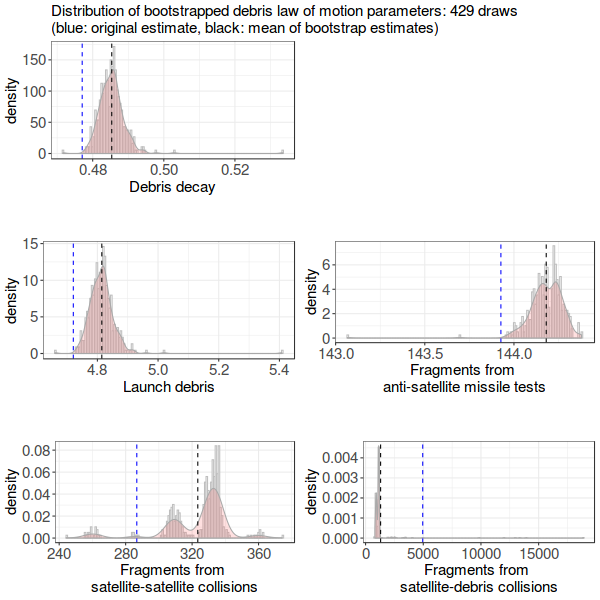 Distribution of bootstrapped debris law of motion parameters: 429 draws
(blue: original estimate, black: mean of bootstrap estimates)
density
150
100
50
0
0.48 0.50 0.52
Debris decay
density
15
10
5
0
4.8 5.0 5.2 5.4
Launch debris
density
6
4
2
0
143.0 143.5 144.0
Fragments from
anti-satellite missile tests
density
0.08
0.06
0.04
0.02
0.00
240 280 320 360
Fragments from
satellite-satellite collisions
density
0.004
0.003
0.002
0.001
0.000
0 5000 10000 15000
Fragments from
satellite-debris collisions